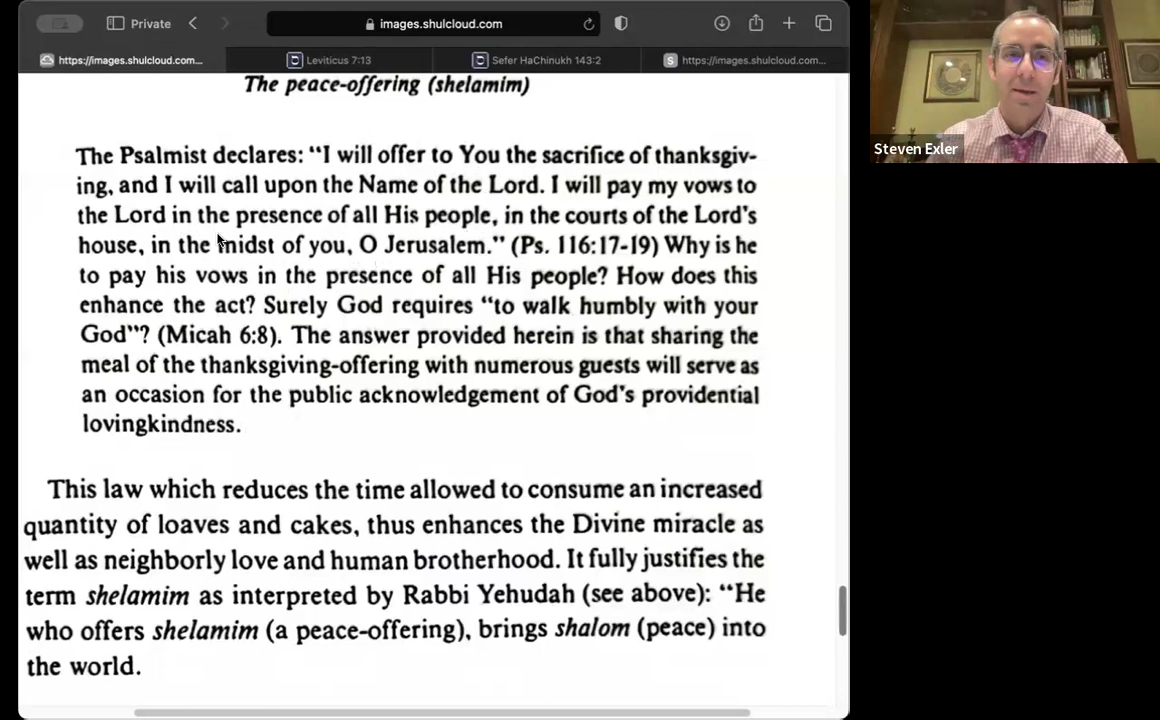 Private
images.shulcloud.com
https://images.shulcloud.com...
Leviticus 7:13
Sefer HaChinukh 143:2
S
https://images.shulcloud.com...
The peace-offering (shelamim)
The Psalmist declares: “I will offer to You the sacrifice of thanksgiv-
ing, and I will call upon the Name of the Lord. I will pay my vows to
the Lord in the presence of all His people, in the courts of the Lord’s
house, in the midst of you, O Jerusalem.” (Ps. 116:17-19) Why is he
to pay his vows in the presence of all His people? How does this
enhance the act? Surely God requires “to walk humbly with your
God”? (Micah 6:8). The answer provided herein is that sharing the
meal of the thanksgiving-offering with numerous guests will serve as
an occasion for the public acknowledgement of God’s providential
lovingkindness.
This law which reduces the time allowed to consume an increased
quantity of loaves and cakes, thus enhances the Divine miracle as
well as neighborly love and human brotherhood. It fully justifies the
term shelamim as interpreted by Rabbi Yehudah (see above): “He
who offers shelamim (a peace-offering), brings shalom (peace) into
the world.
Steven Exler